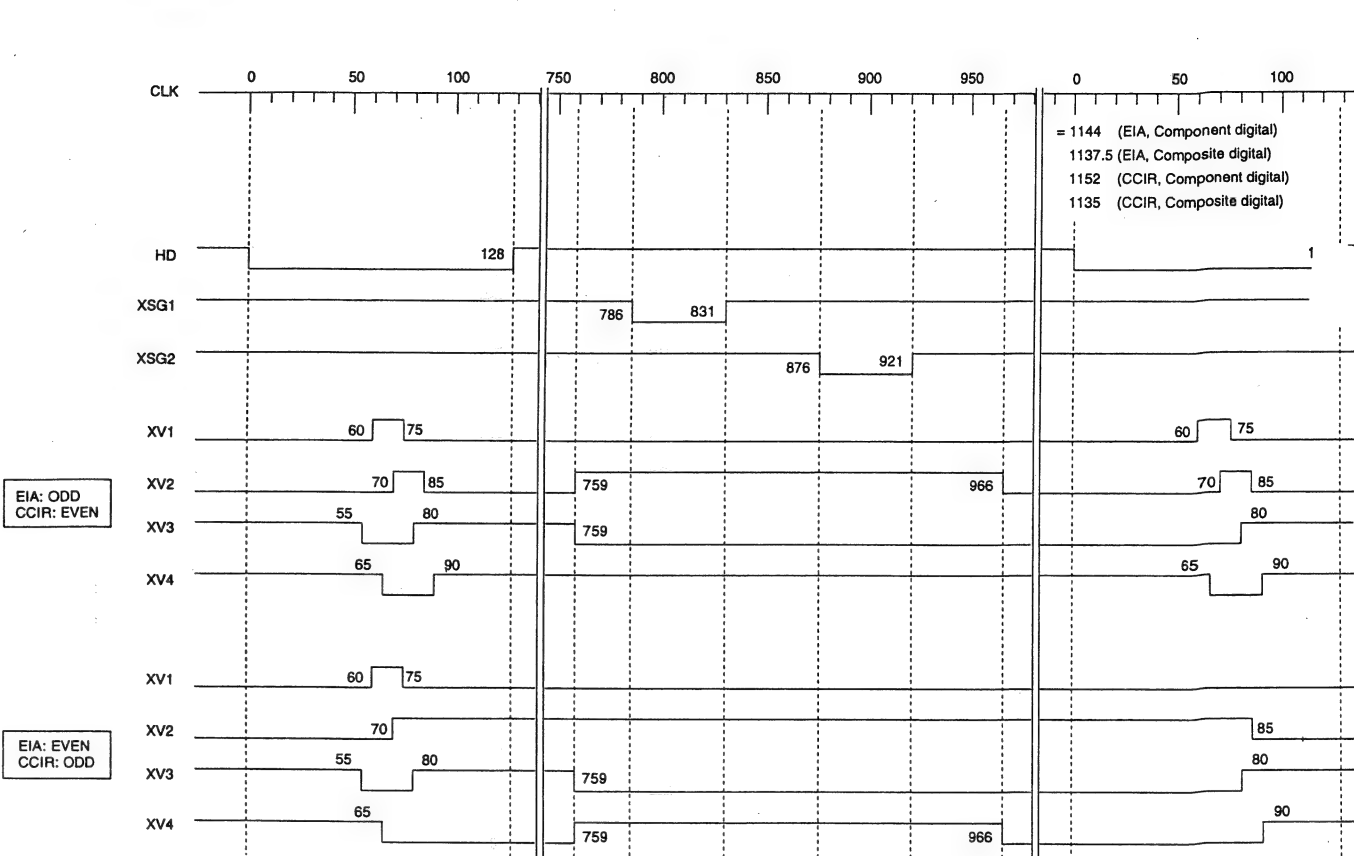 0 50 100 750 800 850 900 950 0 50 100
CLK
= 1144 (EIA, Component digital)
1137.5 (EIA, Composite digital)
1152 (CCIR, Component digital)
1135 (CCIR, Composite digital)
HD 128 1
XSG1 786 831
XSG2 876 921
XV1 60 75 60 75
XV2 70 85 759 966 70 85
EIA: ODD
CCIR: EVEN
XV3 55 80 759 80
XV4 65 90 65 90
XV1 60 75
XV2 70 85
EIA: EVEN
CCIR: ODD
XV3 55 80 759 80
XV4 65 759 966 90